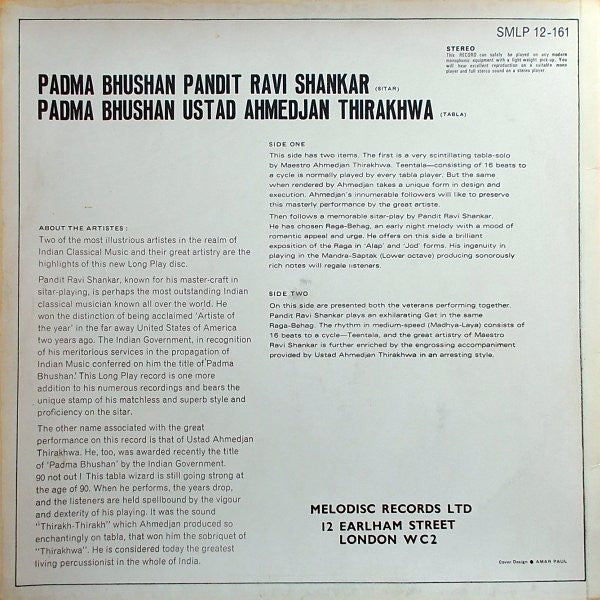 SMLP 12-161
STEREO
This RECORD can safely be played on any modern
monophonic equipment with a light weight pick-up. You
will hear excellent reproduction on a suitable mono
player and full stereo sound on a stereo player.
PADMA BHUSHAN PANDIT RAVI SHANKAR (SITAR)
PADMA BHUSHAN USTAD AHMEDJAN THIRAKHWA (TABLA)
SIDE ONE
This side has two items. The first is a very scintillating tabla-solo
by Maestro Ahmedjan Thirakhwa. Teentala—consisting of 16 beats to
a cycle is normally played by every tabla player. But the same
when rendered by Ahmedjan takes a unique form in design and
execution. Ahmedjan's innumerable followers will like to preserve
this masterly performance by the great artiste.
Then follows a memorable sitar-play by Pandit Ravi Shankar.
He has chosen Raga-Behag, an early night melody with a mood of
romantic appeal and urge. He offers on this side a brilliant
exposition of the Raga in 'Alap' and 'Jod' forms. His ingenuity in
playing in the Mandra-Saptak (Lower octave) producing sonorously
rich notes will regale listeners.
SIDE TWO
On this side are presented both the veterans performing together.
Pandit Ravi Shankar plays an exhilarating Gat in the same
Raga-Behag. The rhythm in medium-speed (Madhya-Laya) consists of
16 beats to a cycle—Teentala, and the great artistry of Maestro
Ravi Shankar is further enriched by the engrossing accompaniment
provided by Ustad Ahmedjan Thirakhwa in an arresting style.
ABOUT THE ARTISTES :
Two of the most illustrious artistes in the realm of
Indian Classical Music and their great artistry are the
highlights of this new Long Play disc.
Pandit Ravi Shankar, known for his master-craft in
sitar-playing, is perhaps the most outstanding Indian
classical musician known all over the world. He
won the distinction of being acclaimed 'Artiste of
the year' in the far away United States of America
two years ago. The Indian Government, in recognition
of his meritorious services in the propagation of
Indian Music conferred on him the title of 'Padma
Bhushan.' This Long Play record is one more
addition to his numerous recordings and bears the
unique stamp of his matchless and superb style and
proficiency on the sitar.
The other name associated with the great
performance on this record is that of Ustad Ahmedjan
Thirakhwa. He, too, was awarded recently the title
of 'Padma Bhushan' by the Indian Government.
90 not out ! This tabla wizard is still going strong at
the age of 90. When he performs, the years drop,
and the listeners are held spellbound by the vigour
and dexterity of his playing. It was the sound
"Thirakh-Thirakh" which Ahmedjan produced so
enchantingly on tabla, that won him the sobriquet of
"Thirakhwa". He is considered today the greatest
living percussionist in the whole of India.
MELODISC RECORDS LTD
12 EARLHAM STREET
LONDON WC2
Cover Design ● AMAR PAUL